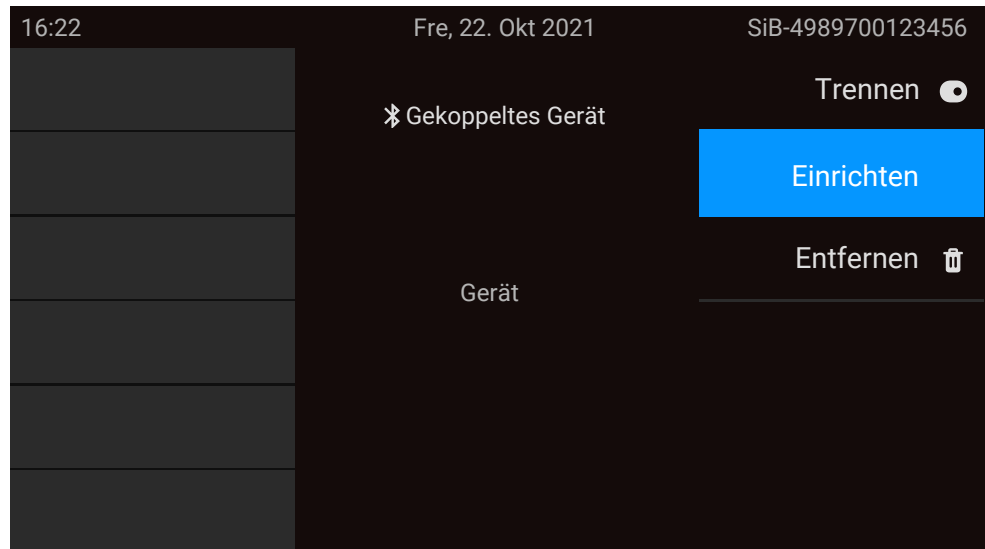 16:22 Fre, 22. Okt 2021 SiB-4989700123456
Trennen
Gekoppeltes Gerät
Einrichten
Entfernen
Gerät